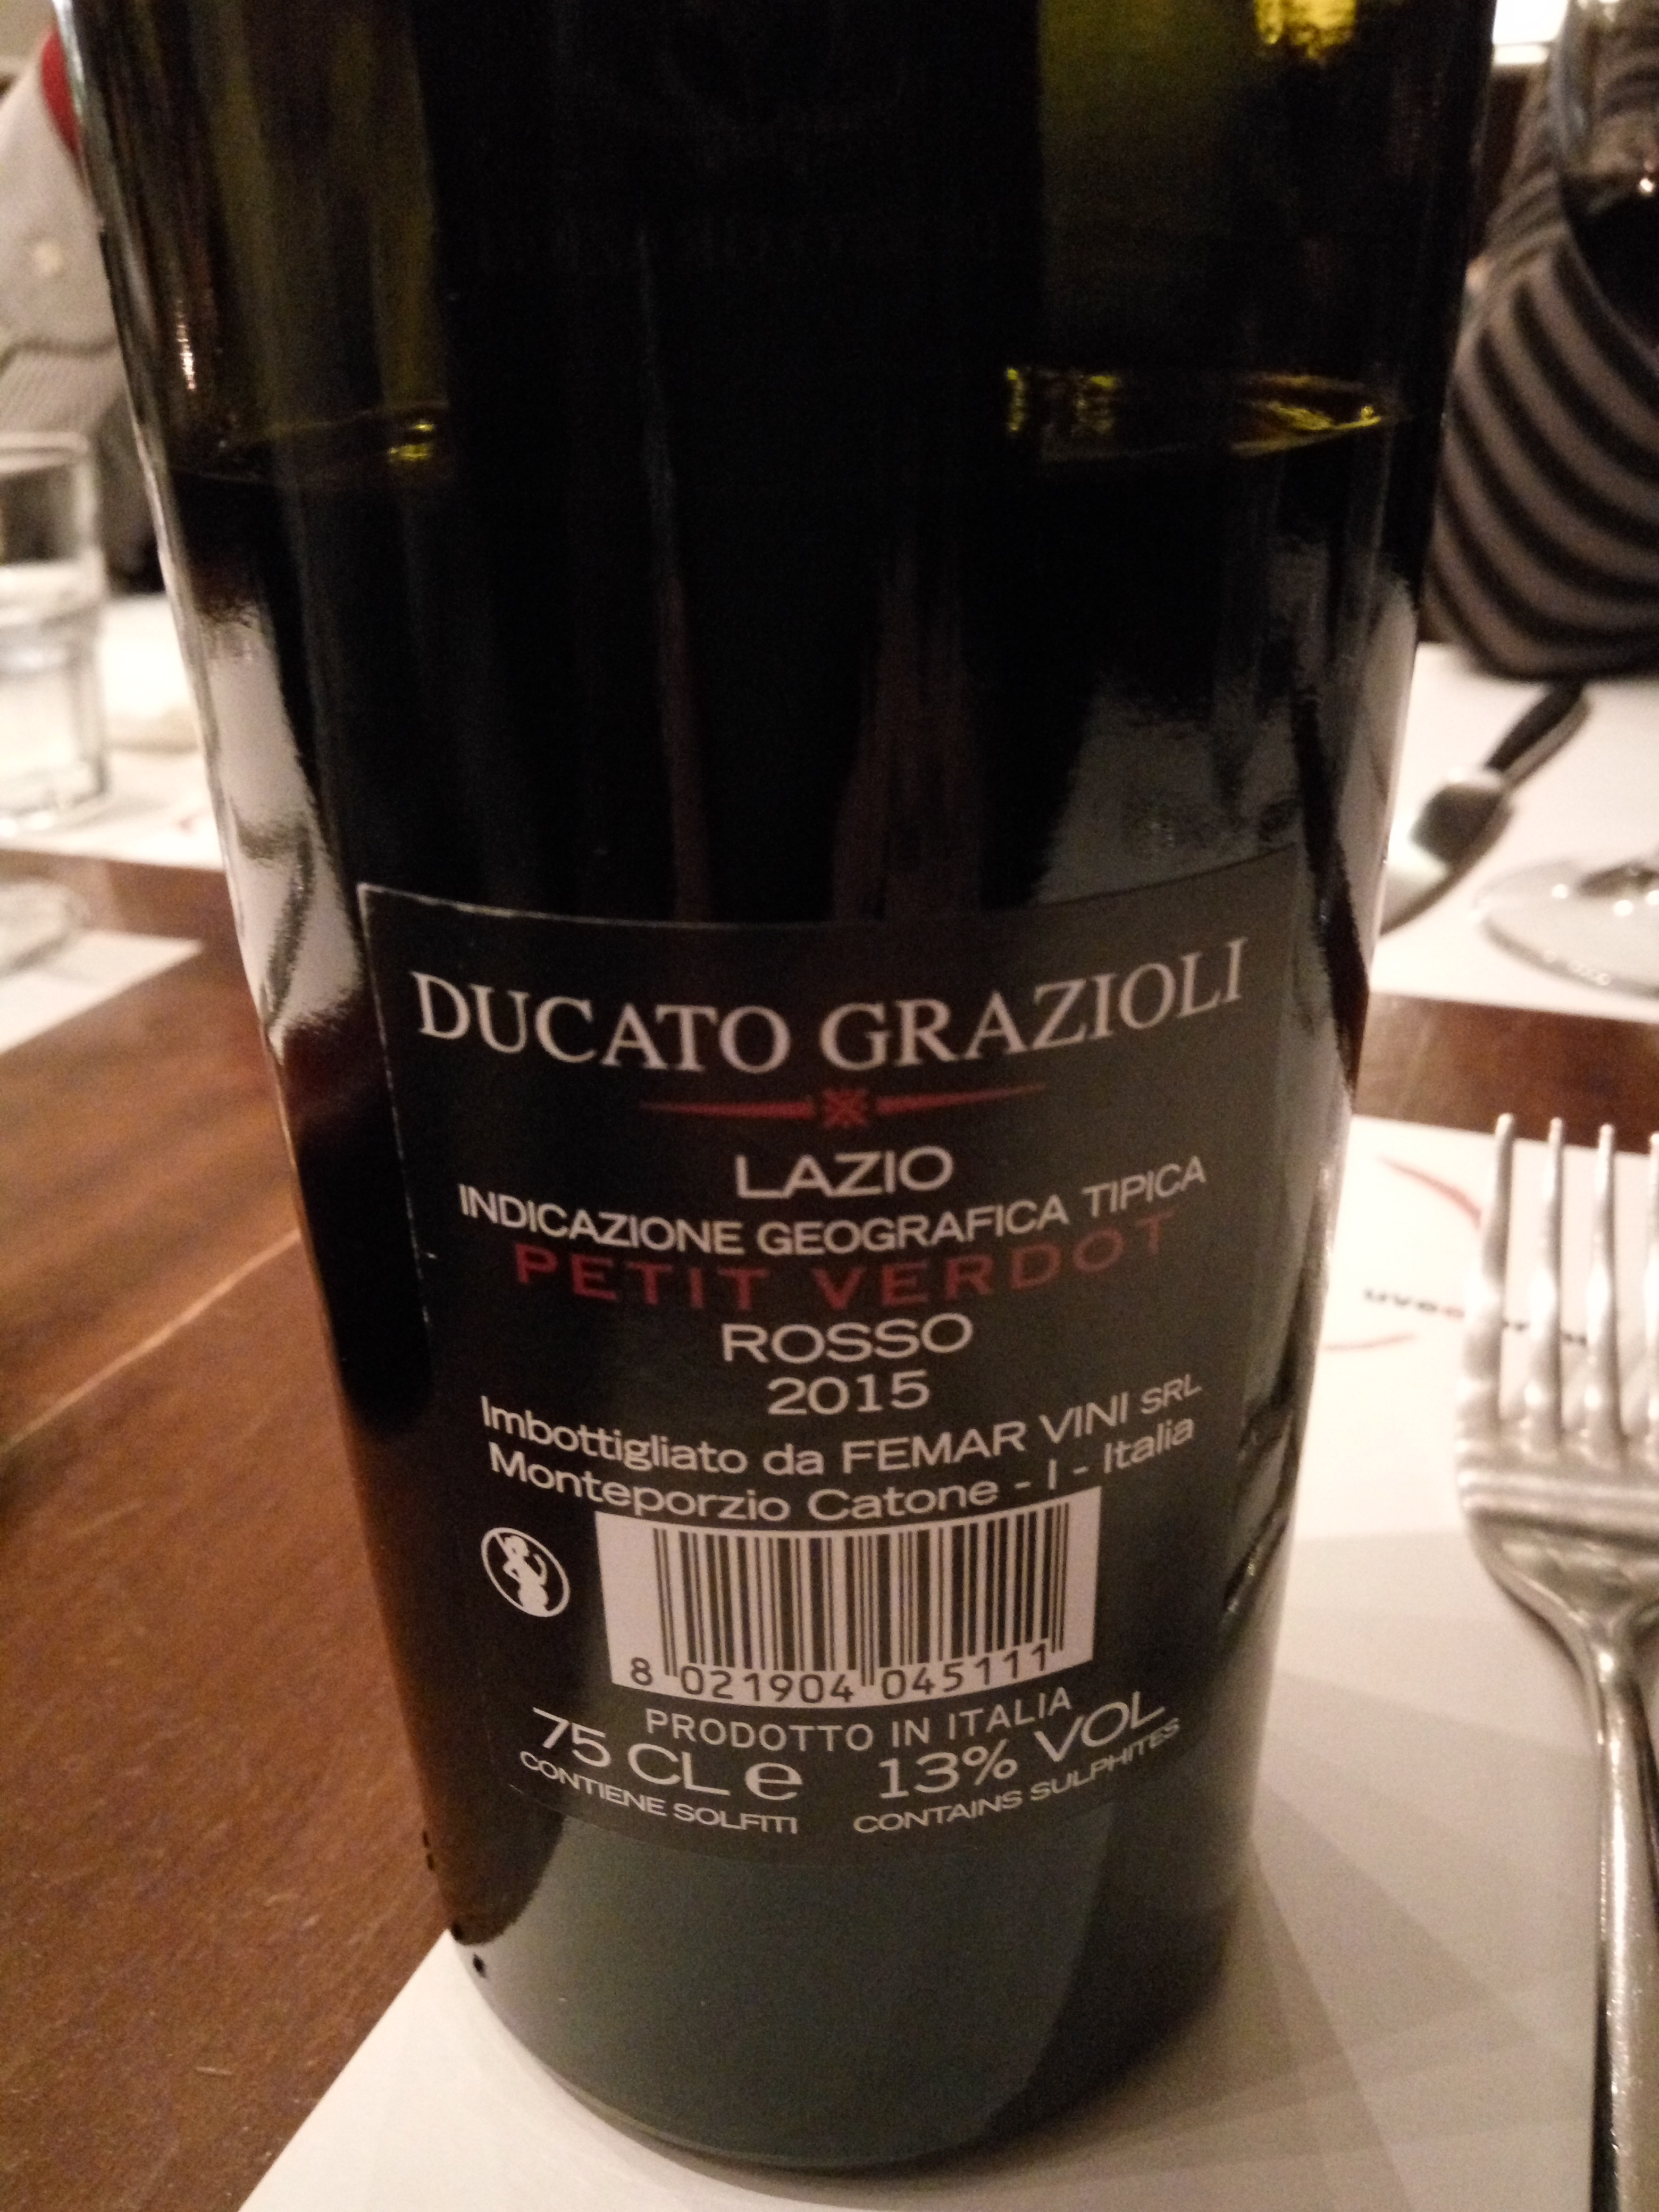 DUCATO GRAZIOLI
LAZIO
INDICAZIONE GEOGRAFICA TIPICA
PETIT VERDOT
ROSSO
2015
Imbottigliato da FEMAR VINI SRL
Monteporzio Catone - I - Italia
8 021904 045111
PRODOTTO IN ITALIA
75 CL e 13% VOL
CONTIENE SOLFITI CONTAINS SULPHITES